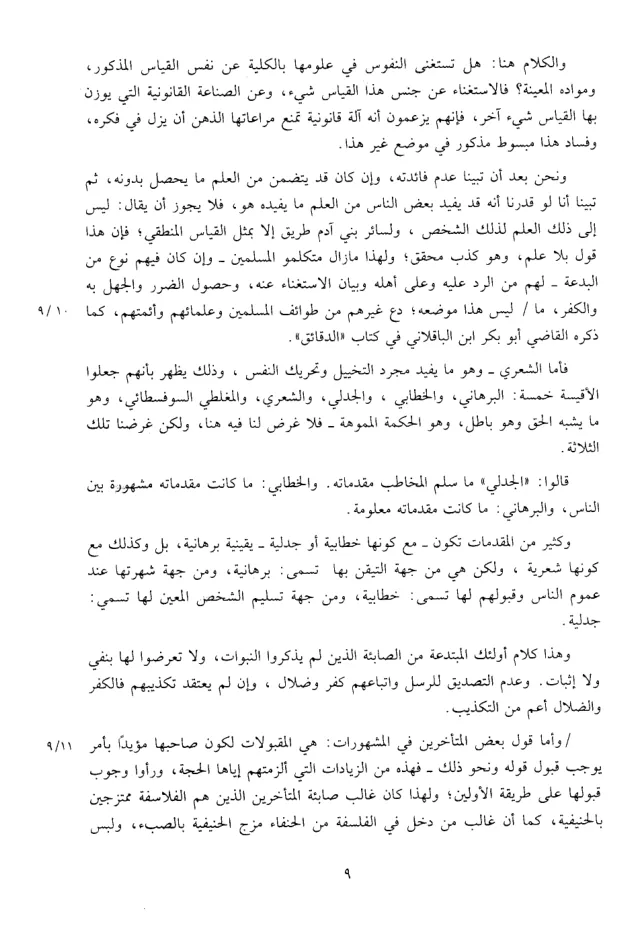 والكلام هنا: هل تستغنى النفوس في علومها بالكلية عن نفس القياس المذكور،
ومواده المعينة؟ فالاستغناء عن جنس هذا القياس شيء، وعن الصناعة القانونية التي يوزن
بها القياس شيء آخر، فإنهم يزعمون أنه آلة قانونية تمنع مراعاتها الذهن أن يزل في فكره،
وفساد هذا مبسوط مذكور في موضع غير هذا.
ونحن بعد أن تبينا عدم فائدته، وإن كان قد يتضمن من العلم ما يحصل بدونه، ثم
تبينا أنا لو قدرنا أنه قد يفيد بعض الناس من العلم ما يفيده هو، فلا يجوز أن يقال: ليس
إلى ذلك العلم لذلك الشخص ، ولسائر بني آدم طريق إلا بمثل القياس المنطقي؛ فإن هذا
قول بلا علم، وهو كذب محقق؛ ولهذا مازال متكلمو المسلمين ـ وإن كان فيهم نوع من
البدعة ـ لهم من الرد عليه وعلى أهله وبيان الاستغناء عنه، وحصول الضرر والجهل به
والكفر، ما / ليس هذا موضعه؛ دع غيرهم من طوائف المسلمين وعلمائهم وأئمتهم، كما ٩/١٠
ذكره القاضي أبو بكر ابن الباقلاني في كتاب «الدقائق».
فأما الشعري ـ وهو ما يفيد مجرد التخييل وتحريك النفس ، وذلك يظهر بأنهم جعلوا
الأقيسة خمسة: البرهاني، والخطابي ، والجدلي، والشعري، والمغلطي السوفسطائي، وهو
ما يشبه الحق وهو باطل، وهو الحكمة المموهة ـ فلا غرض لنا فيه هنا، ولكن غرضنا تلك
الثلاثة.
قالوا: «الجدلي» ما سلم المخاطب مقدماته. والخطابي: ما كانت مقدماته مشهورة بين
الناس، والبرهاني: ما كانت مقدماته معلومة.
وكثير من المقدمات تكون ـ مع كونها خطابية أو جدلية ـ يقينية برهانية، بل وكذلك مع
كونها شعرية ، ولكن هي من جهة التيقن بها تسمى: برهانية، ومن جهة شهرتها عند
عموم الناس وقبولهم لها تسمى: خطابية، ومن جهة تسليم الشخص المعين لها تسمي:
جدلية.
وهذا كلام أولئك المبتدعة من الصابئة الذين لم يذكروا النبوات، ولا تعرضوا لها بنفي
ولا إثبات. وعدم التصديق للرسل واتباعهم كفر وضلال ، وإن لم يعتقد تكذيبهم فالكفر
والضلال أعم من التكذيب.
/ وأما قول بعض المتأخرين في المشهورات: هي المقبولات لكون صاحبها مؤيدًا بأمر ٩/١١
يوجب قبول قوله ونحو ذلك ـ فهذه من الزيادات التي ألزمتهم إياها الحجة، ورأوا وجوب
قبولها على طريقة الأولين؛ ولهذا كان غالب صابئة المتأخرين الذين هم الفلاسفة ممتزجين
بالحنيفية، كما أن غالب من دخل في الفلسفة من الحنفاء مزج الحنيفية بالصبء، ولبس
٩